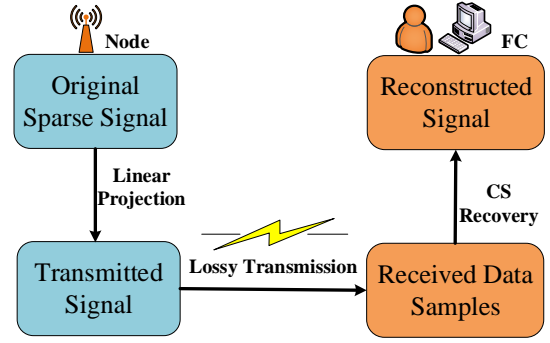 Node
Original
Sparse Signal
Linear
Projection
Transmitted
Signal
Lossy Transmission
FC
Reconstructed
Signal
CS
Recovery
Received Data
Samples